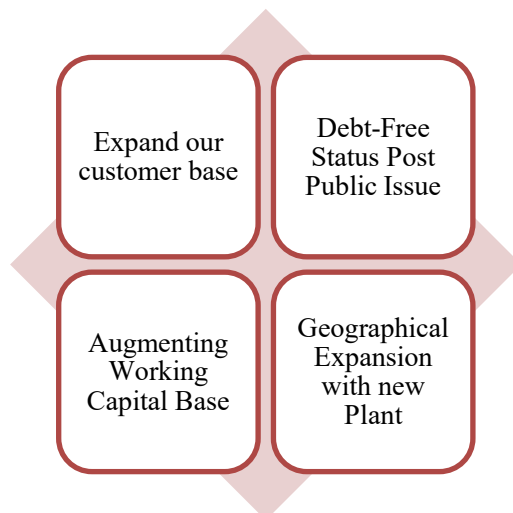 Expand our
customer base
Debt-Free
Status Post
Public Issue
Augmenting
Working
Capital Base
Geographical
Expansion
with new
Plant